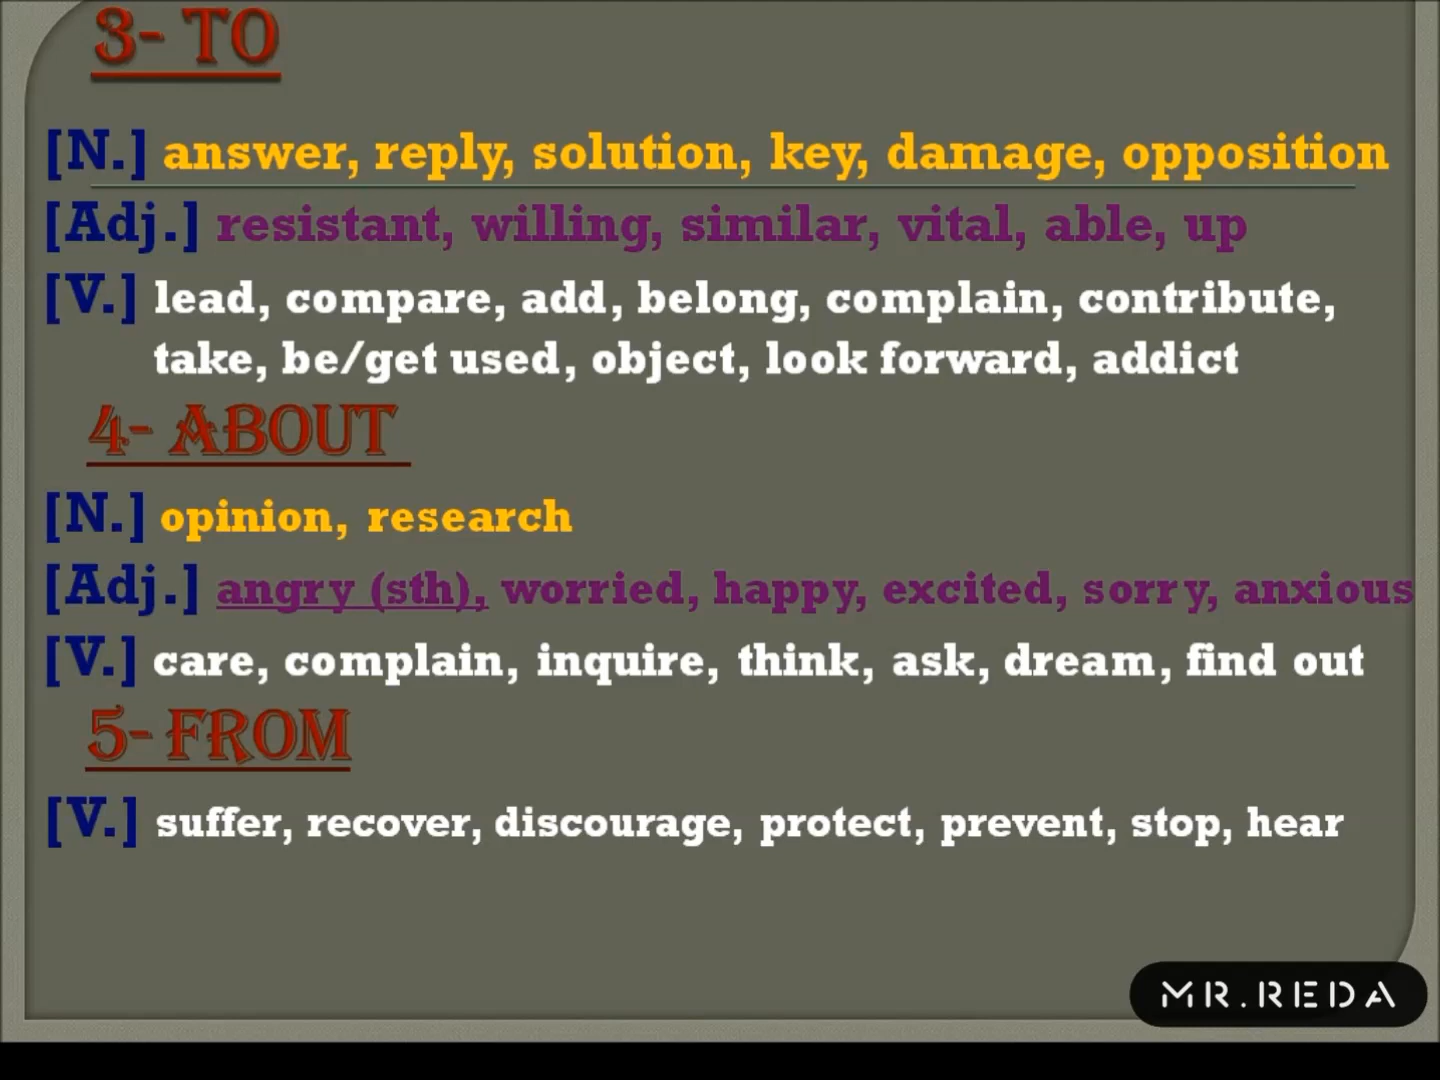 3- TO
[N.] answer, reply, solution, key, damage, opposition
[Adj.] resistant, willing, similar, vital, able, up
[V.] lead, compare, add, belong, complain, contribute,
take, be/get used, object, look forward, addict
4- ABOUT
[N.] opinion, research
[Adj.] angry (sth), worried, happy, excited, sorry, anxious
[V.] care, complain, inquire, think, ask, dream, find out
5- FROM
[V.] suffer, recover, discourage, protect, prevent, stop, hear
MR.REDA